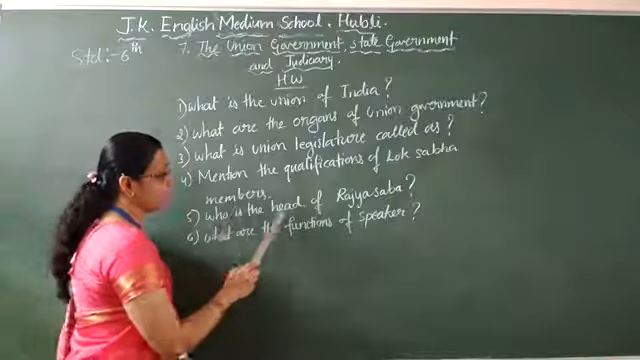 J.K. English Medium School, Hubli.
Std:- 6th
7. The Union Government, state Government
and Judiciary.
HW
1) what is the union of India?
2) what are the organs of union government?
3) what is union legislature called as?
4) Mention the qualifications of Lok sabha
members.
5) who is the head of Rajyasaba?
6) what are the functions of speaker?